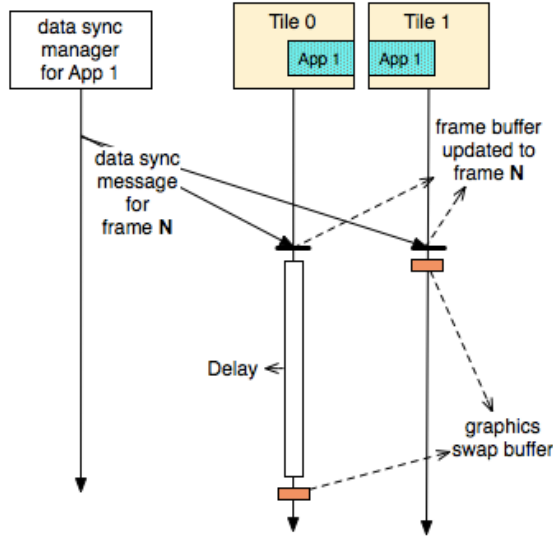 data sync
manager
for App 1
Tile 0
App 1
Tile 1
App 1
data sync
message
for
frame N
frame buffer
updated to
frame N
Delay
graphics
swap buffer